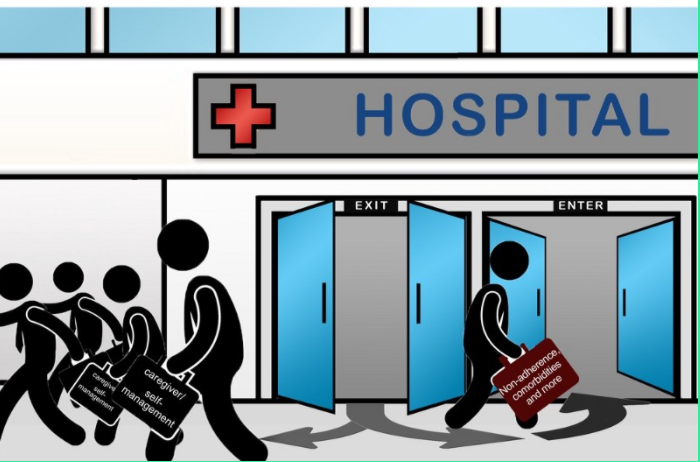 HOSPITAL
EXIT
ENTER
caregiver/
self-
management
caregiver/
self-
management
Non-adherence,
comorbidities
and more